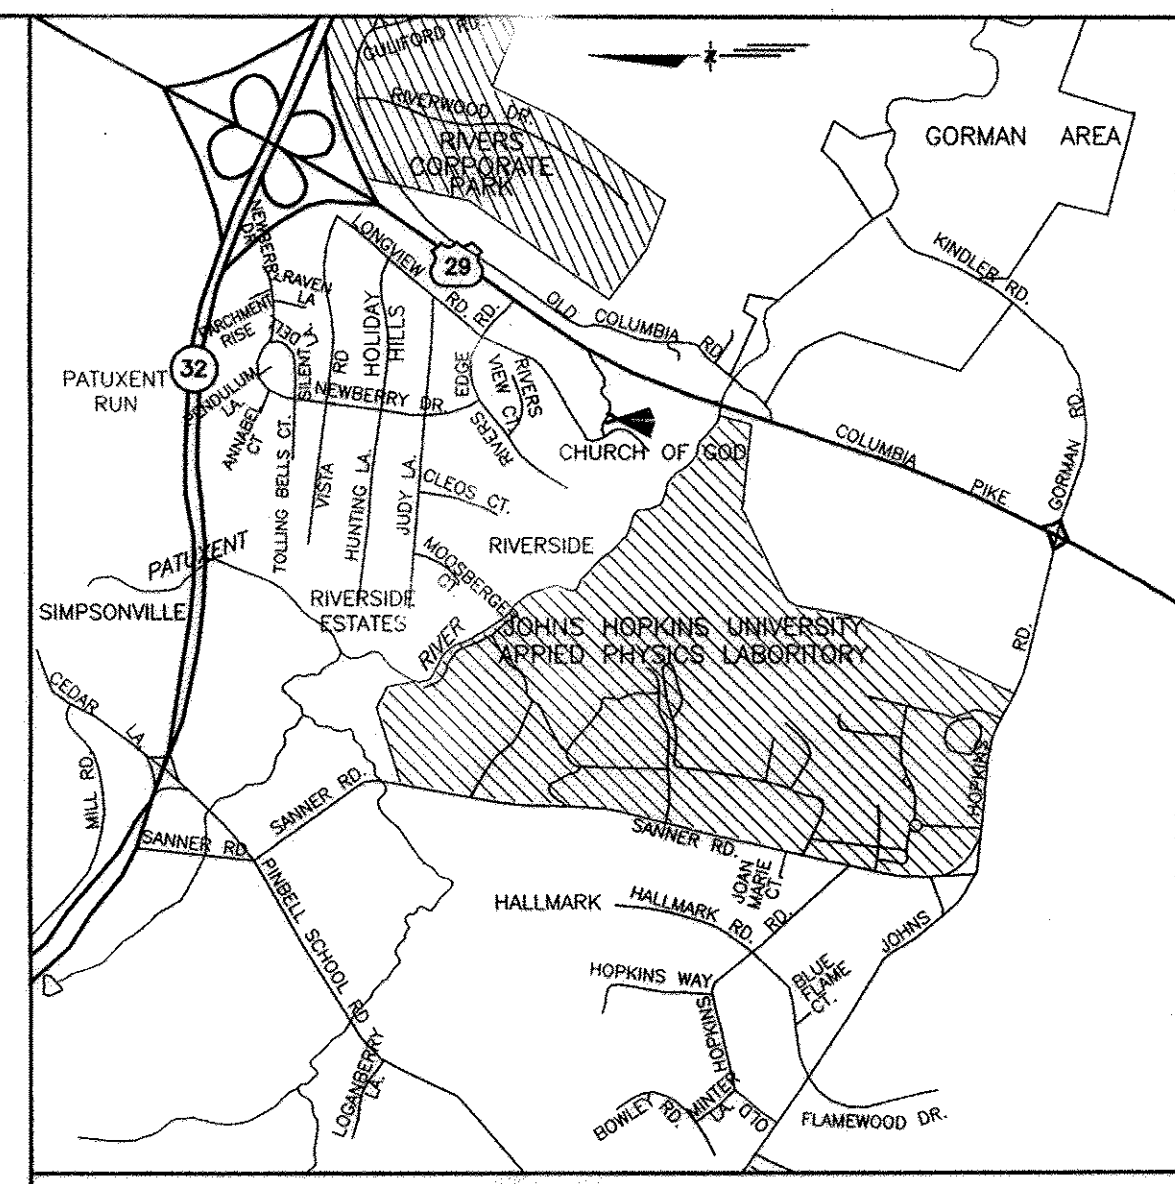 GULIFORD RD
RIVERWOOD DR.
RIVERS
CORPORATE
PARK
N
GORMAN AREA
KINDLER RD.
NEWBERRY
DR.
LONGVIEW
RD.
RD.
29
RAVEN
LA
PARCHMENT
RISE
DELL
LA.
HOLIDAY
HILLS
OLD COLUMBIA
RD.
32
PATUXENT
RUN
PENDULUM
LA.
ANNABEL
CT
SILENT
RD
NEWBERRY DR.
EDGE
RIVERS
VIEW CT.
RIVERS
CHURCH OF GOD
COLUMBIA
PIKE
GORMAN RD.
TOLLING BELLS CT.
VISTA
HUNTING LA.
JUDY LA.
CLEOS CT.
RIVERSIDE
MOOSBERGER
CT.
PATUXENT
SIMPSONVILLE
RIVERSIDE
ESTATES
RIVER
JOHNS HOPKINS UNIVERSITY
APPIED PHYSICS LABORITORY
RD.
CEDAR
LA.
MILL RD.
SANNER RD.
SANNER RD
SANNER RD.
HOPKINS
JOAN
MARIE
CT.
PINBELL SCHOOL RD
HALLMARK
HALLMARK RD.
RD.
JOHNS
HOPKINS WAY
BLUE
FLAME
CT.
HOPKINS
LOGANBERRY
LA.
BOWLEY RD.
MINTER
LA.
OLD
FLAMEWOOD DR.